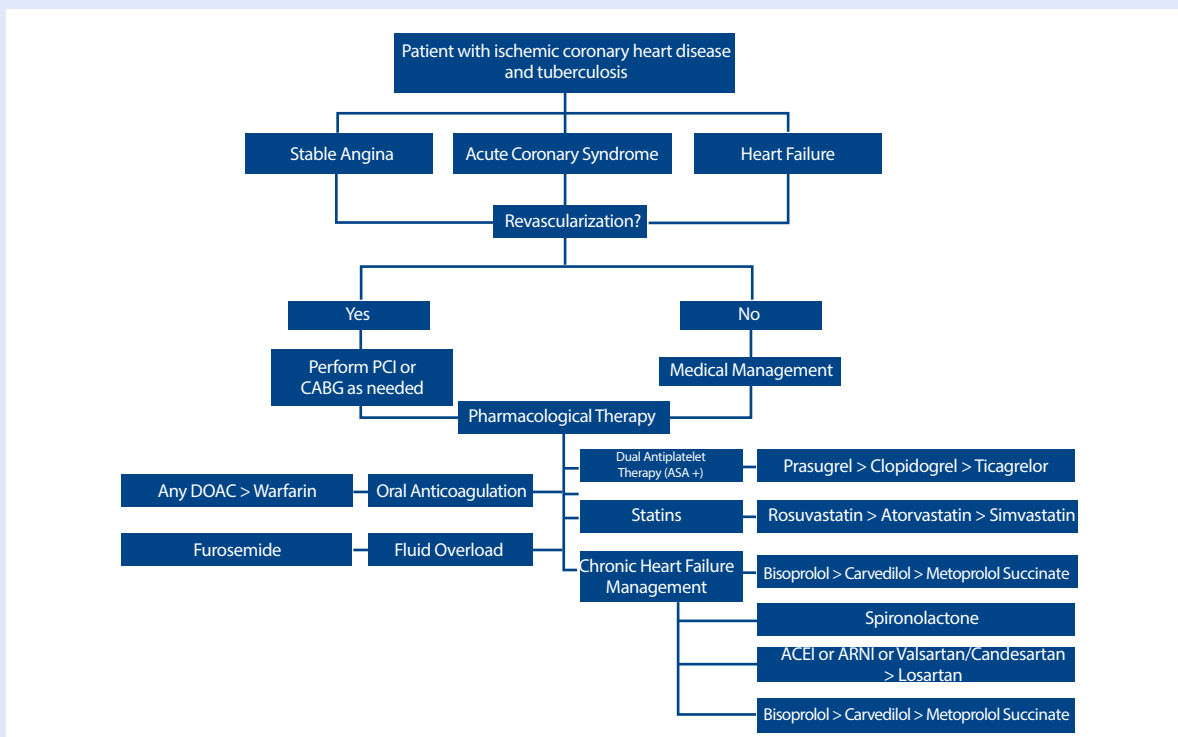 Patient with ischemic coronary heart disease
and tuberculosis
Stable Angina
Acute Coronary Syndrome
Heart Failure
Revascularization?
Yes
No
Perform PCI or
CABG as needed
Medical Management
Pharmacological Therapy
Dual Antiplatelet
Therapy (ASA +)
Prasugrel > Clopidogrel > Ticagrelor
Any DOAC > Warfarin
Oral Anticoagulation
Statins
Rosuvastatin > Atorvastatin > Simvastatin
Furosemide
Fluid Overload
Chronic Heart Failure
Management
Bisoprolol > Carvedilol > Metoprolol Succinate
Spironolactone
ACEI or ARNI or Valsartan/Candesartan
> Losartan
Bisoprolol > Carvedilol > Metoprolol Succinate